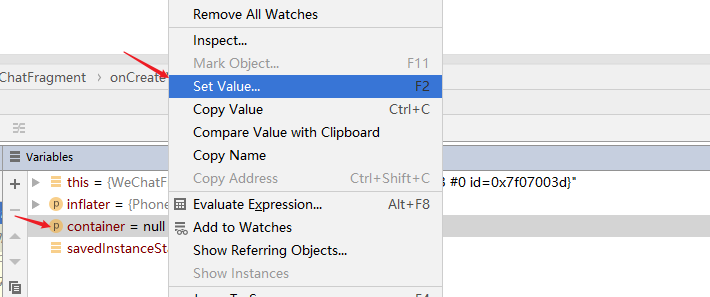 Remove All Watches
Inspect...
Mark Object... F11
ChatFragment > onCreate
Set Value... F2
Copy Value Ctrl+C
Compare Value with Clipboard
Variables
Copy Name
this = {WeChatF
Copy Address Ctrl+Shift+C
3 #0 id=0x7f07003d}"
inflater = {Phone
Evaluate Expression... Alt+F8
container = null
Add to Watches
savedInstanceSt
Show Referring Objects...
Show Instances